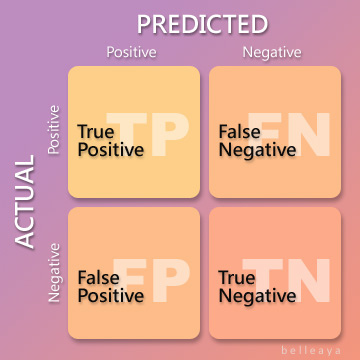 PREDICTED
Positive
Negative
ACTUAL
Positive
TP
True
Positive
FN
False
Negative
Negative
FP
False
Positive
TN
True
Negative
belleaya